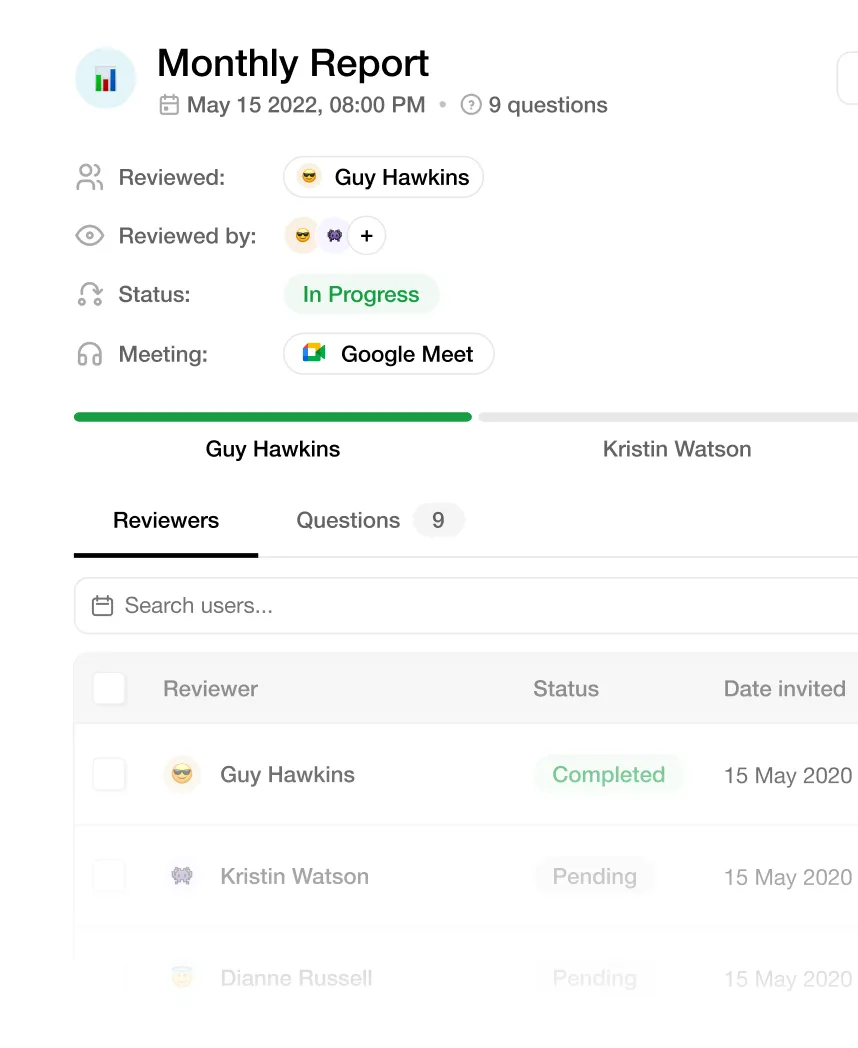 Monthly Report
May 15 2022, 08:00 PM • 9 questions
Reviewed: Guy Hawkins
Reviewed by: +
Status: In Progress
Meeting: Google Meet
Guy Hawkins Kristin Watson
Reviewers Questions 9
Search users...
Reviewer Status Date invited
Guy Hawkins Completed 15 May 2020
Kristin Watson Pending 15 May 2020
Dianne Russell Pending 15 May 2020